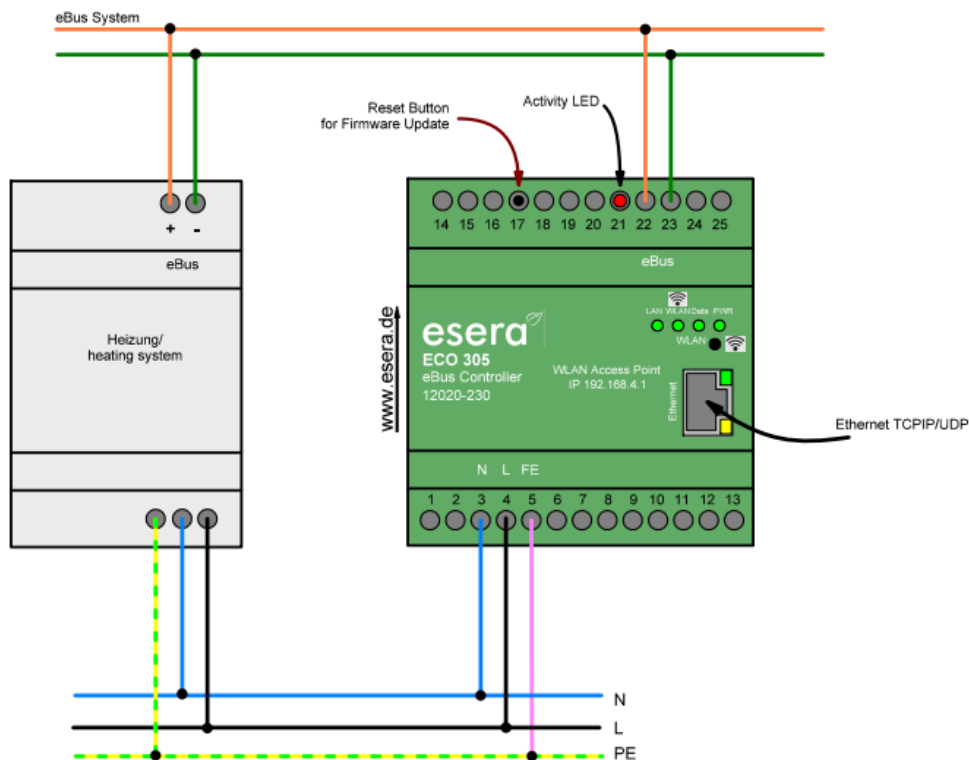 eBus System
Reset Button
for Firmware Update
Activity LED
14 15 16 17 18 19 20 21 22 23 24 25
+ -
eBus
eBus
Heizung/
heating system
www.esera.de
esera
ECO 305
eBus Controller
12020-230
LAN WLAN Data PWR
WLAN
WLAN Access Point
IP 192.168.4.1
Ethernet
Ethernet TCPIP/UDP
N L FE
1 2 3 4 5 6 7 8 9 10 11 12 13
N
L
PE